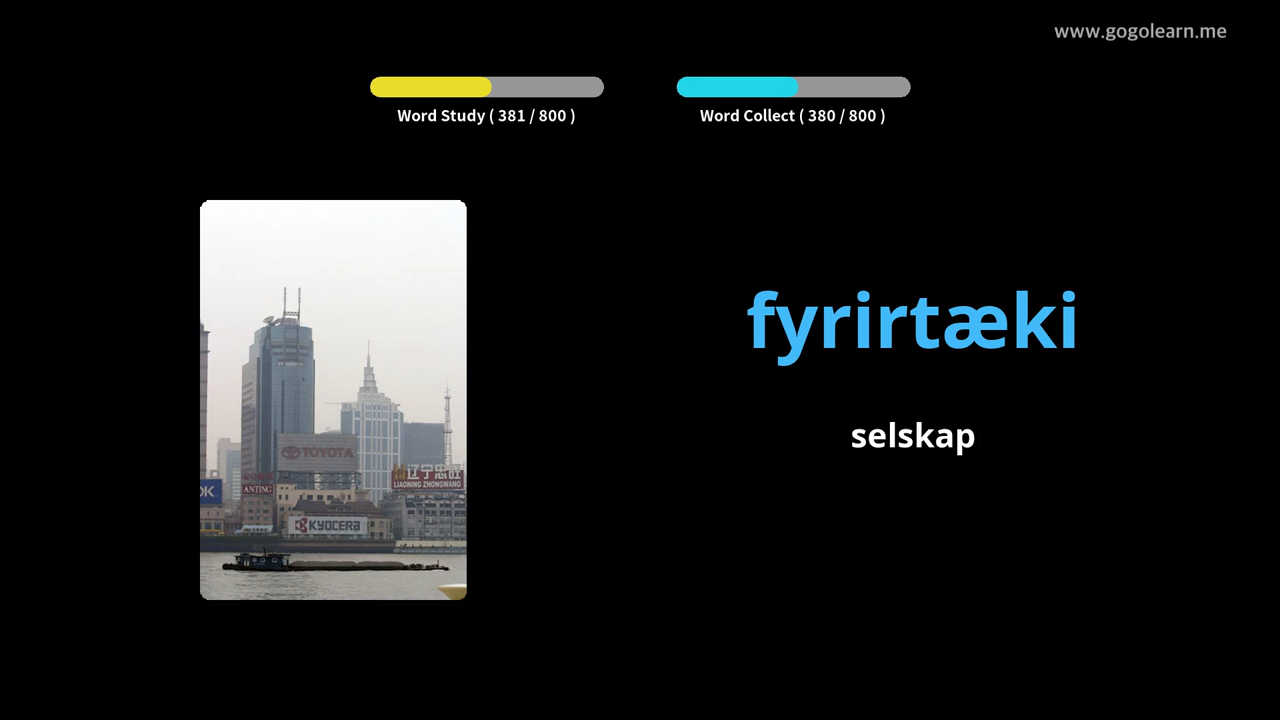 www.gogolearn.me
Word Study ( 381 / 800 )
Word Collect ( 380 / 800 )
fyrirtæki
selskap
TOYOTA
辽宁忠旺
LIAONING ZHONGWANG
OK
ANTING
KYOCERA